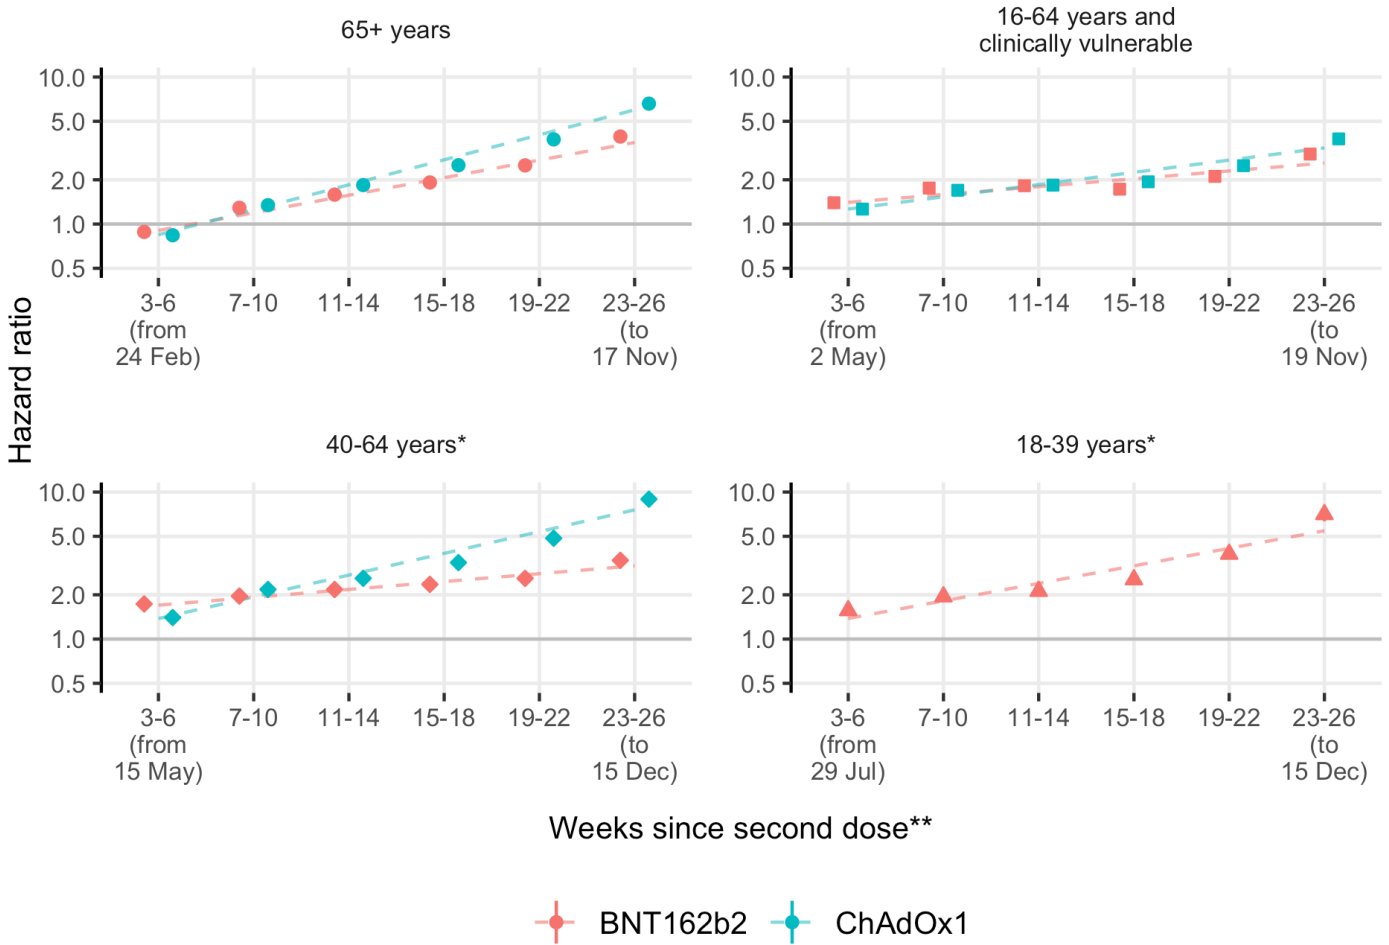 65+ years
10.0
5.0
2.0
1.0
0.5
3-6
(from
24 Feb)
7-10
11-14
15-18
19-22
23-26
(to
17 Nov)
16-64 years and
clinically vulnerable
10.0
5.0
2.0
1.0
0.5
3-6
(from
2 May)
7-10
11-14
15-18
19-22
23-26
(to
19 Nov)
Hazard ratio
40-64 years*
10.0
5.0
2.0
1.0
0.5
3-6
(from
15 May)
7-10
11-14
15-18
19-22
23-26
(to
15 Dec)
18-39 years*
10.0
5.0
2.0
1.0
0.5
3-6
(from
29 Jul)
7-10
11-14
15-18
19-22
23-26
(to
15 Dec)
Weeks since second dose**
BNT162b2
ChAdOx1